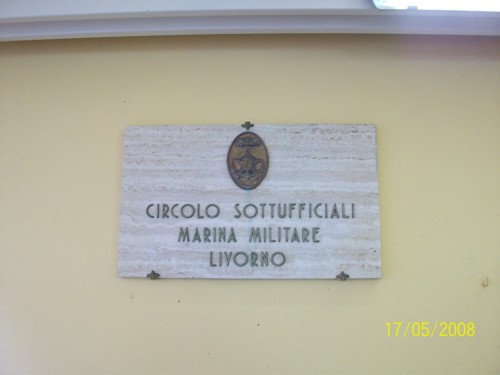 CIRCOLO SOTTUFFICIALI
MARINA MILITARE
LIVORNO
17/05/2008